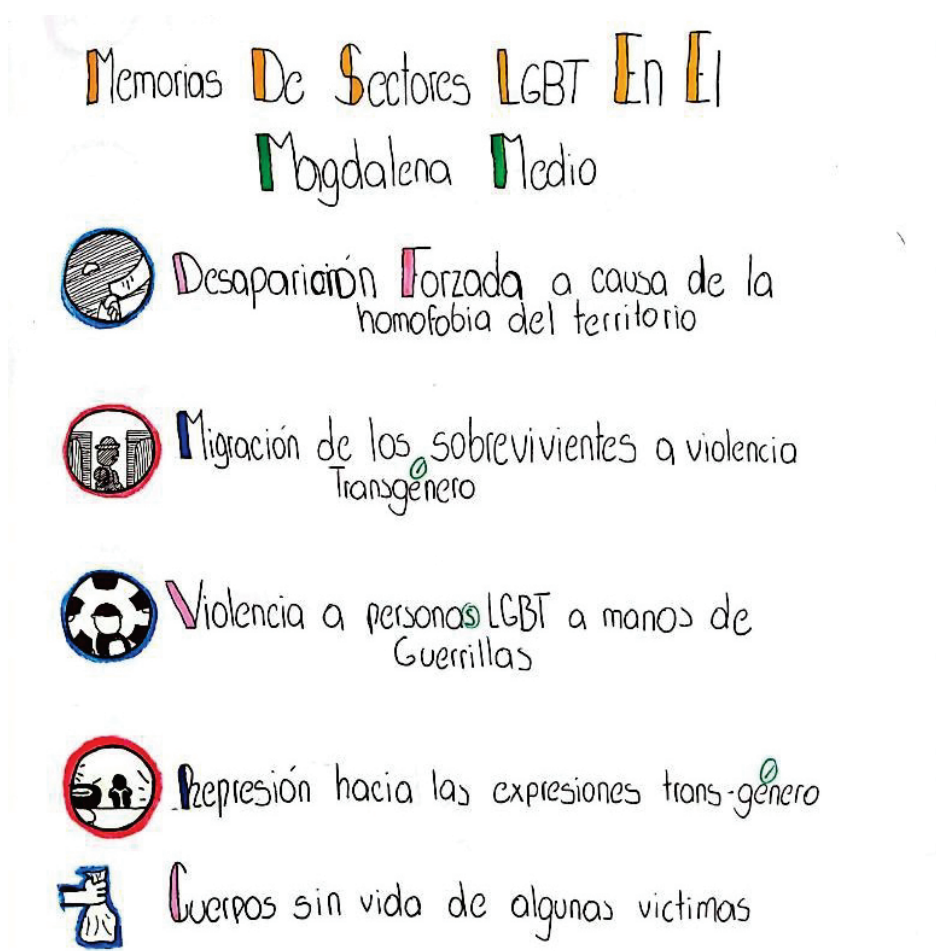 Memorias De Sectores LGBT En El
Magdalena Medio
Desaparición Forzada a causa de la
homofobia del territorio
Migración de los sobrevivientes a violencia
Transgénero
Violencia a personas LGBT a manos de
Guerrillas
Represión hacia las expresiones trans-género
Cuerpos sin vida de algunas victimas